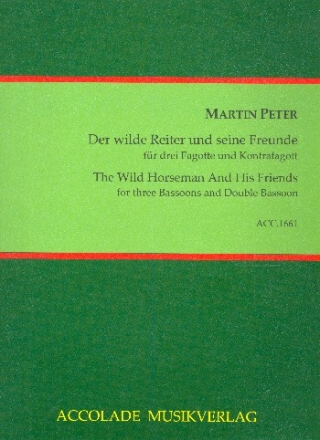 MARTIN PETER
Der wilde Reiter und seine Freunde
für drei Fagotte und Kontrafagott
The Wild Horseman And His Friends
for three Bassoons and Double Bassoon
ACC.1661
ACCOLADE MUSIKVERLAG